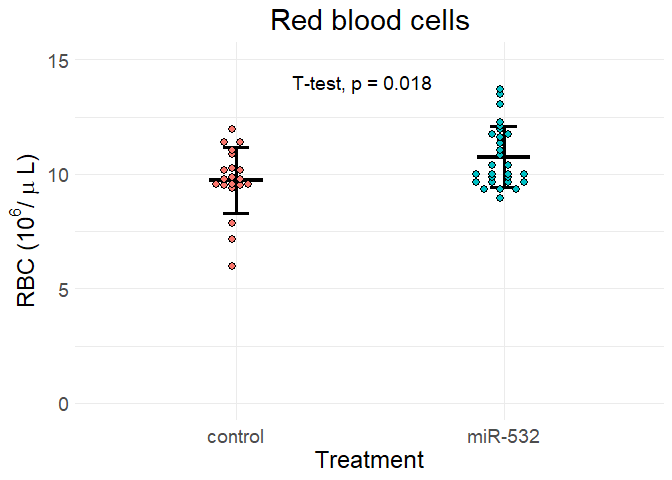 Red blood cells
T-test, p = 0.018
15
10
5
0
RBC (10⁶/ μ L)
control
miR-532
Treatment